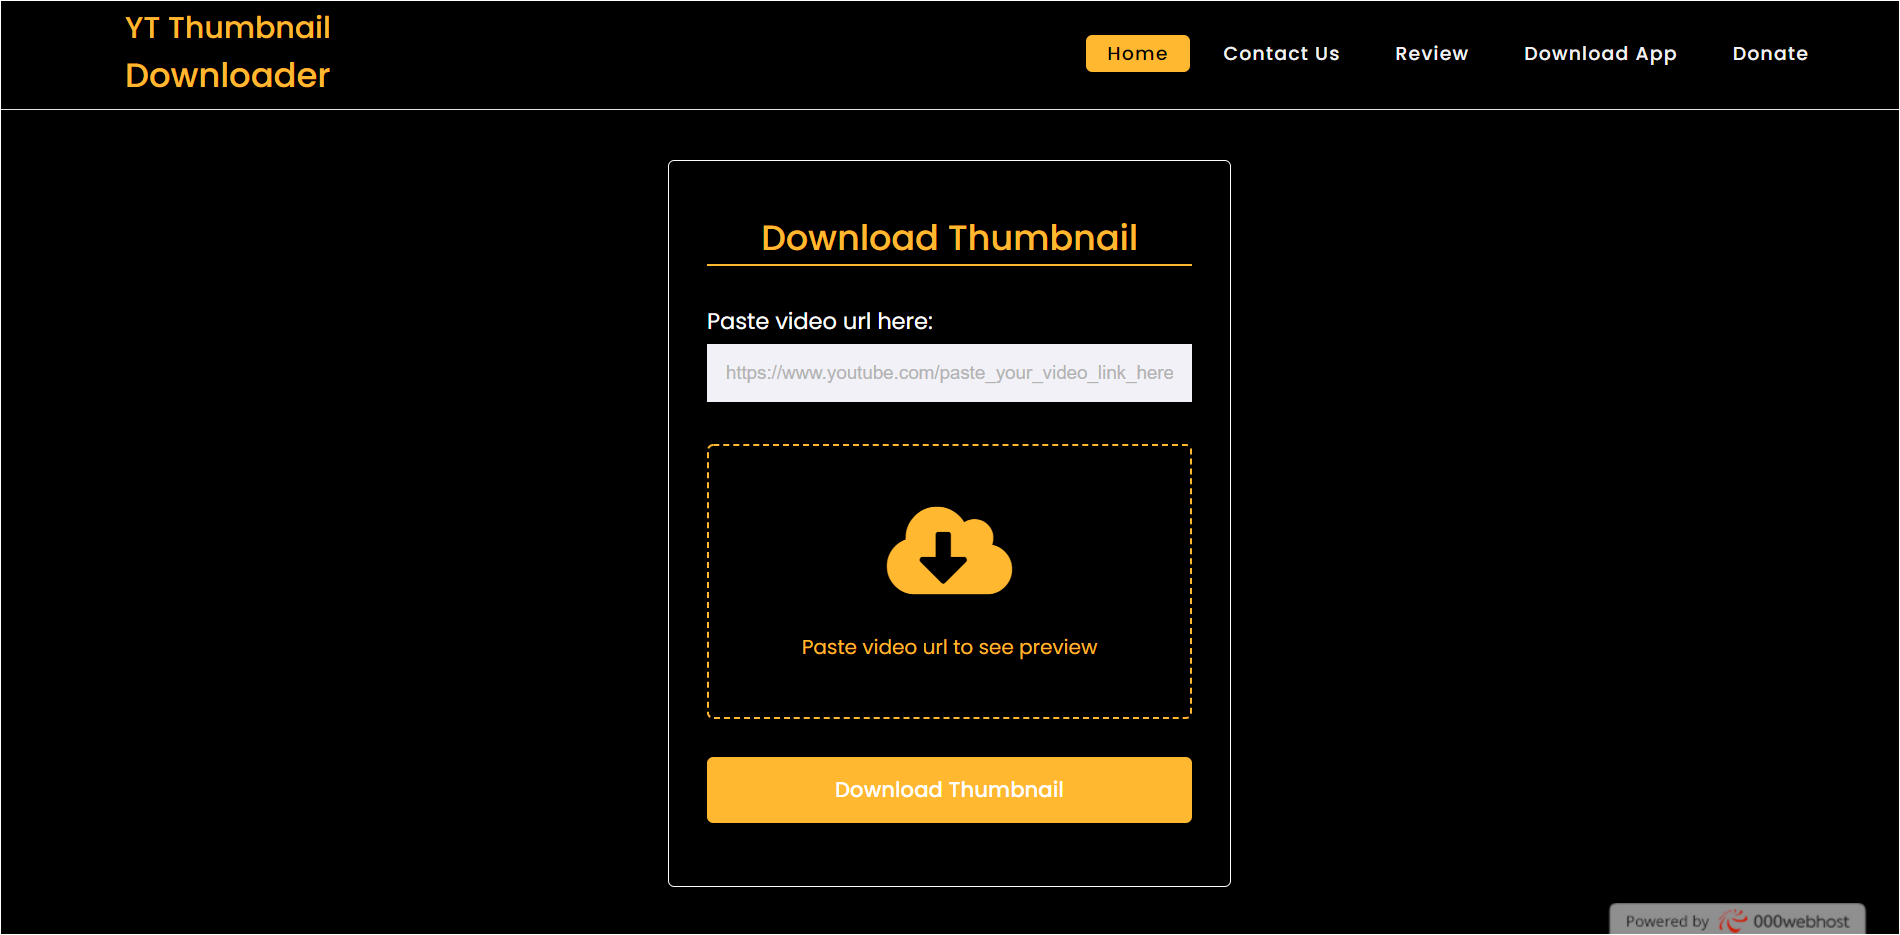 YT Thumbnail
Downloader
Home
Contact Us
Review
Download App
Donate
Download Thumbnail
Paste video url here:
https://www.youtube.com/paste_your_video_link_here
Paste video url to see preview
Download Thumbnail
Powered by 000webhost